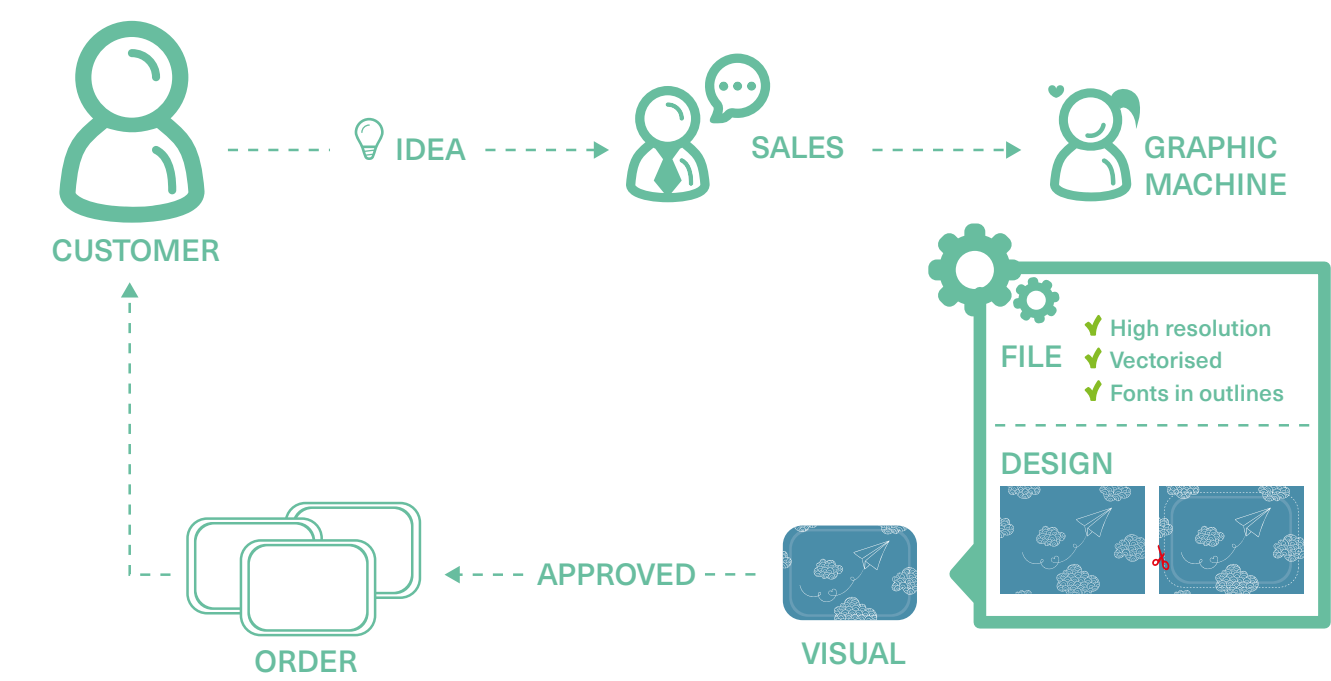 CUSTOMER
IDEA
SALES
GRAPHIC
MACHINE
FILE
High resolution
Vectorised
Fonts in outlines
DESIGN
VISUAL
APPROVED
ORDER